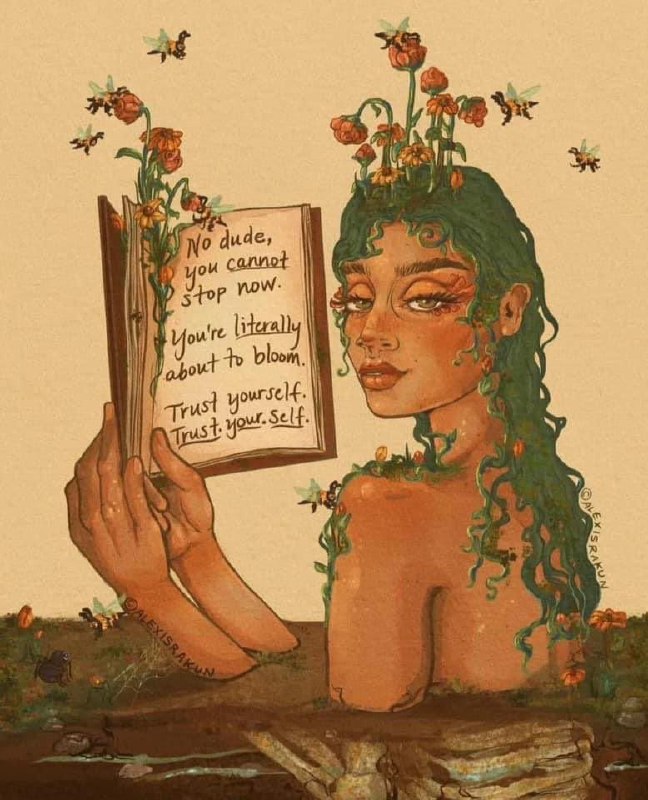 No dude,
you cannot
stop now.
You're literally
about to bloom.
Trust yourself.
Trust. your. self.
©ALEXISRAKUN
©ALEXISRAKUN